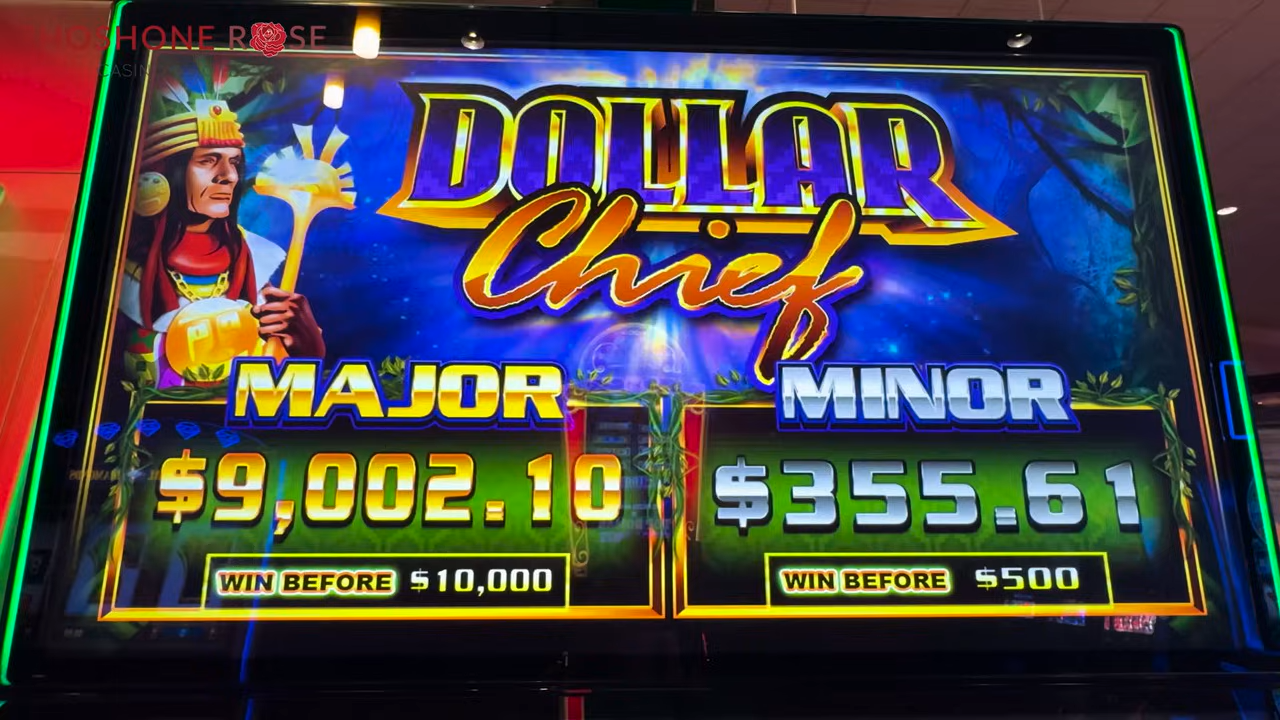 SHOSHONE ROSE
CASINO
DOLLAR
Chief
MAJOR
MINOR
$9,002.10
$355.61
WIN BEFORE $10,000
WIN BEFORE $500